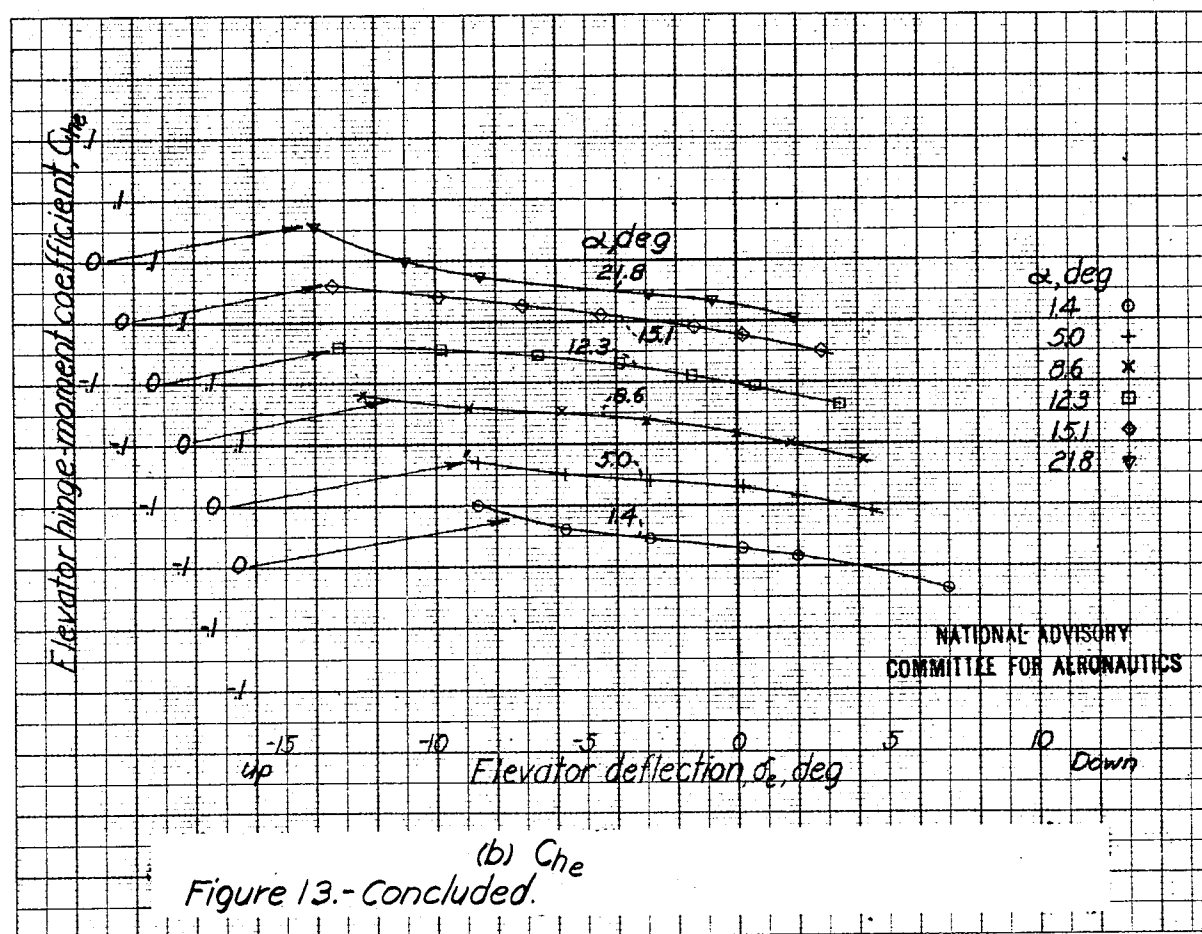 Elevator hinge-moment coefficient, Che
.1
.1
0 .1
0 .1
-.1 0 .1
-.1 0 .1
-.1 0
-.1 0
-.1
-.1
α, deg
21.8
15.1
12.3
8.6
5.0
1.4
α, deg
1.4
5.0
8.6
12.3
15.1
21.8
NATIONAL ADVISORY
COMMITTEE FOR AERONAUTICS
-15 -10 -5 0 5 10
up Elevator deflection, δe, deg Down
(b) Che
Figure 13.- Concluded.